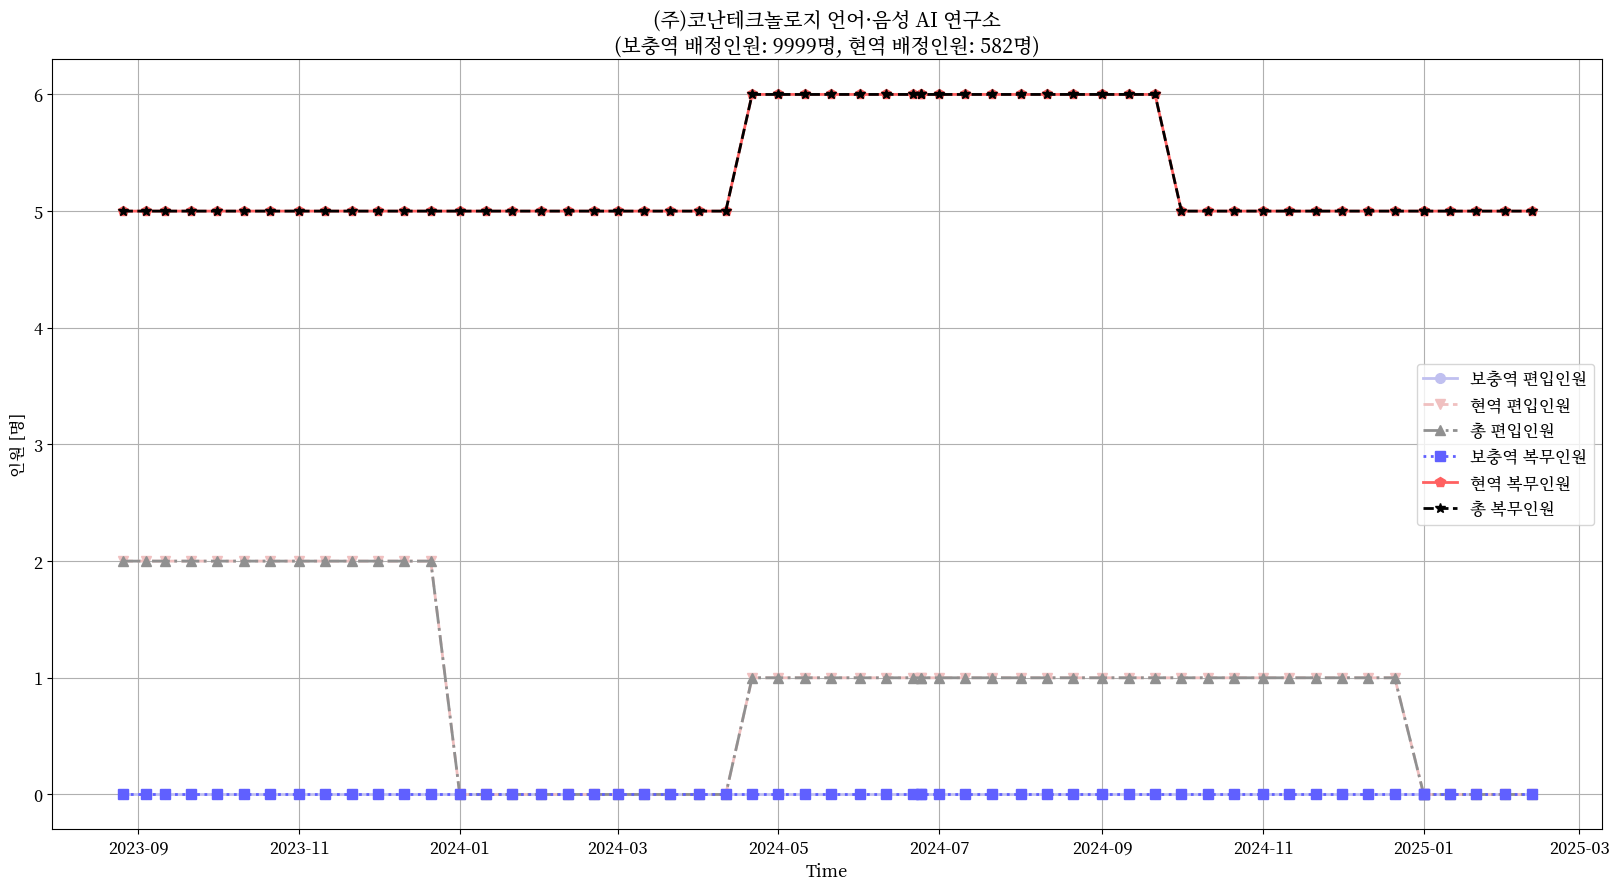 (주)코난테크놀로지 언어·음성 AI 연구소
(보충역 배정인원: 9999명, 현역 배정인원: 582명)
인원 [명]
6
5
4
3
2
1
0
보충역 편입인원
현역 편입인원
총 편입인원
보충역 복무인원
현역 복무인원
총 복무인원
2023-09
2023-11
2024-01
2024-03
2024-05
2024-07
2024-09
2024-11
2025-01
2025-03
Time